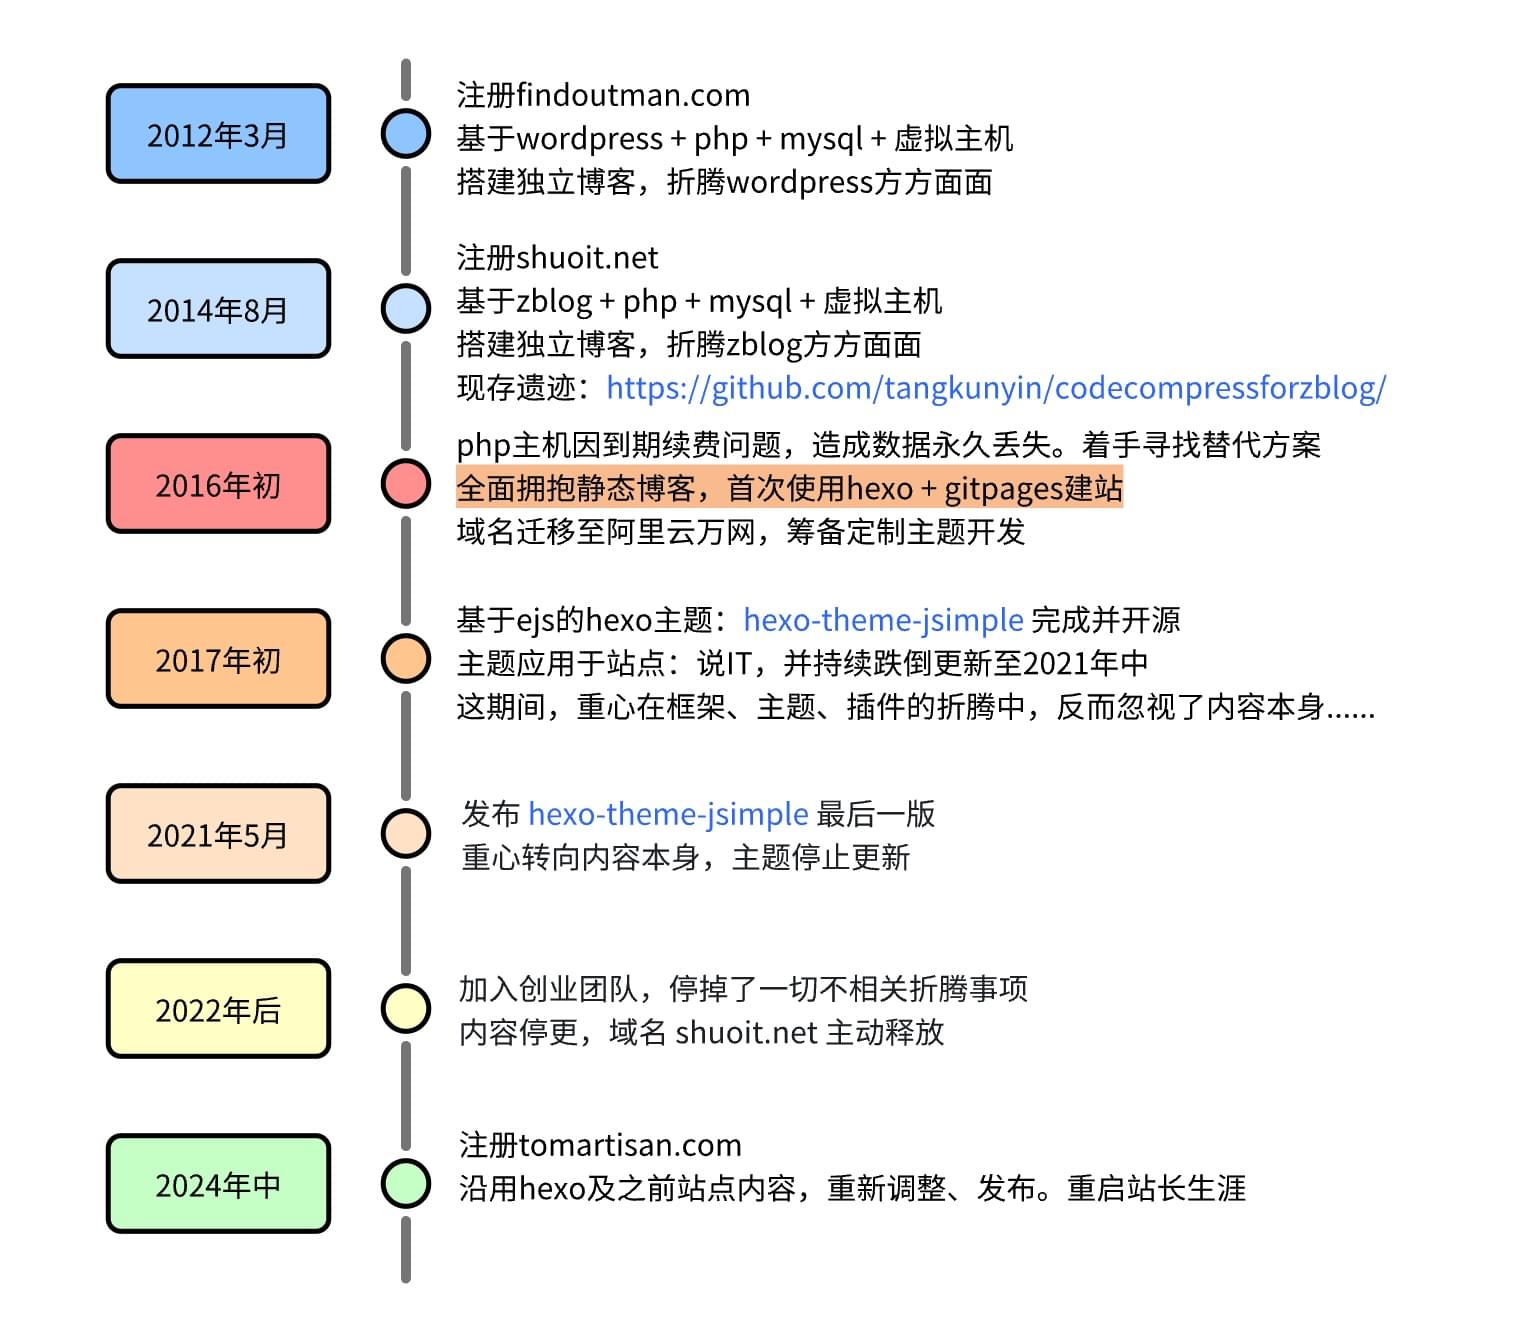 2012年3月
注册findoutman.com
基于wordpress + php + mysql + 虚拟主机
搭建独立博客，折腾wordpress方方面面
2014年8月
注册shuoit.net
基于zblog + php + mysql + 虚拟主机
搭建独立博客，折腾zblog方方面面
现存遗迹：https://github.com/tangkunyin/codecompressforzblog/
2016年初
php主机因到期续费问题，造成数据永久丢失。着手寻找替代方案
全面拥抱静态博客，首次使用hexo + gitpages建站
域名迁移至阿里云万网，筹备定制主题开发
2017年初
基于ejs的hexo主题：hexo-theme-jsimple 完成并开源
主题应用于站点：说IT，并持续跌倒更新至2021年中
这期间，重心在框架、主题、插件的折腾中，反而忽视了内容本身......
2021年5月
发布 hexo-theme-jsimple 最后一版
重心转向内容本身，主题停止更新
2022年后
加入创业团队，停掉了一切不相关折腾事项
内容停更，域名 shuoit.net 主动释放
2024年中
注册tomartisan.com
沿用hexo及之前站点内容，重新调整、发布。重启站长生涯